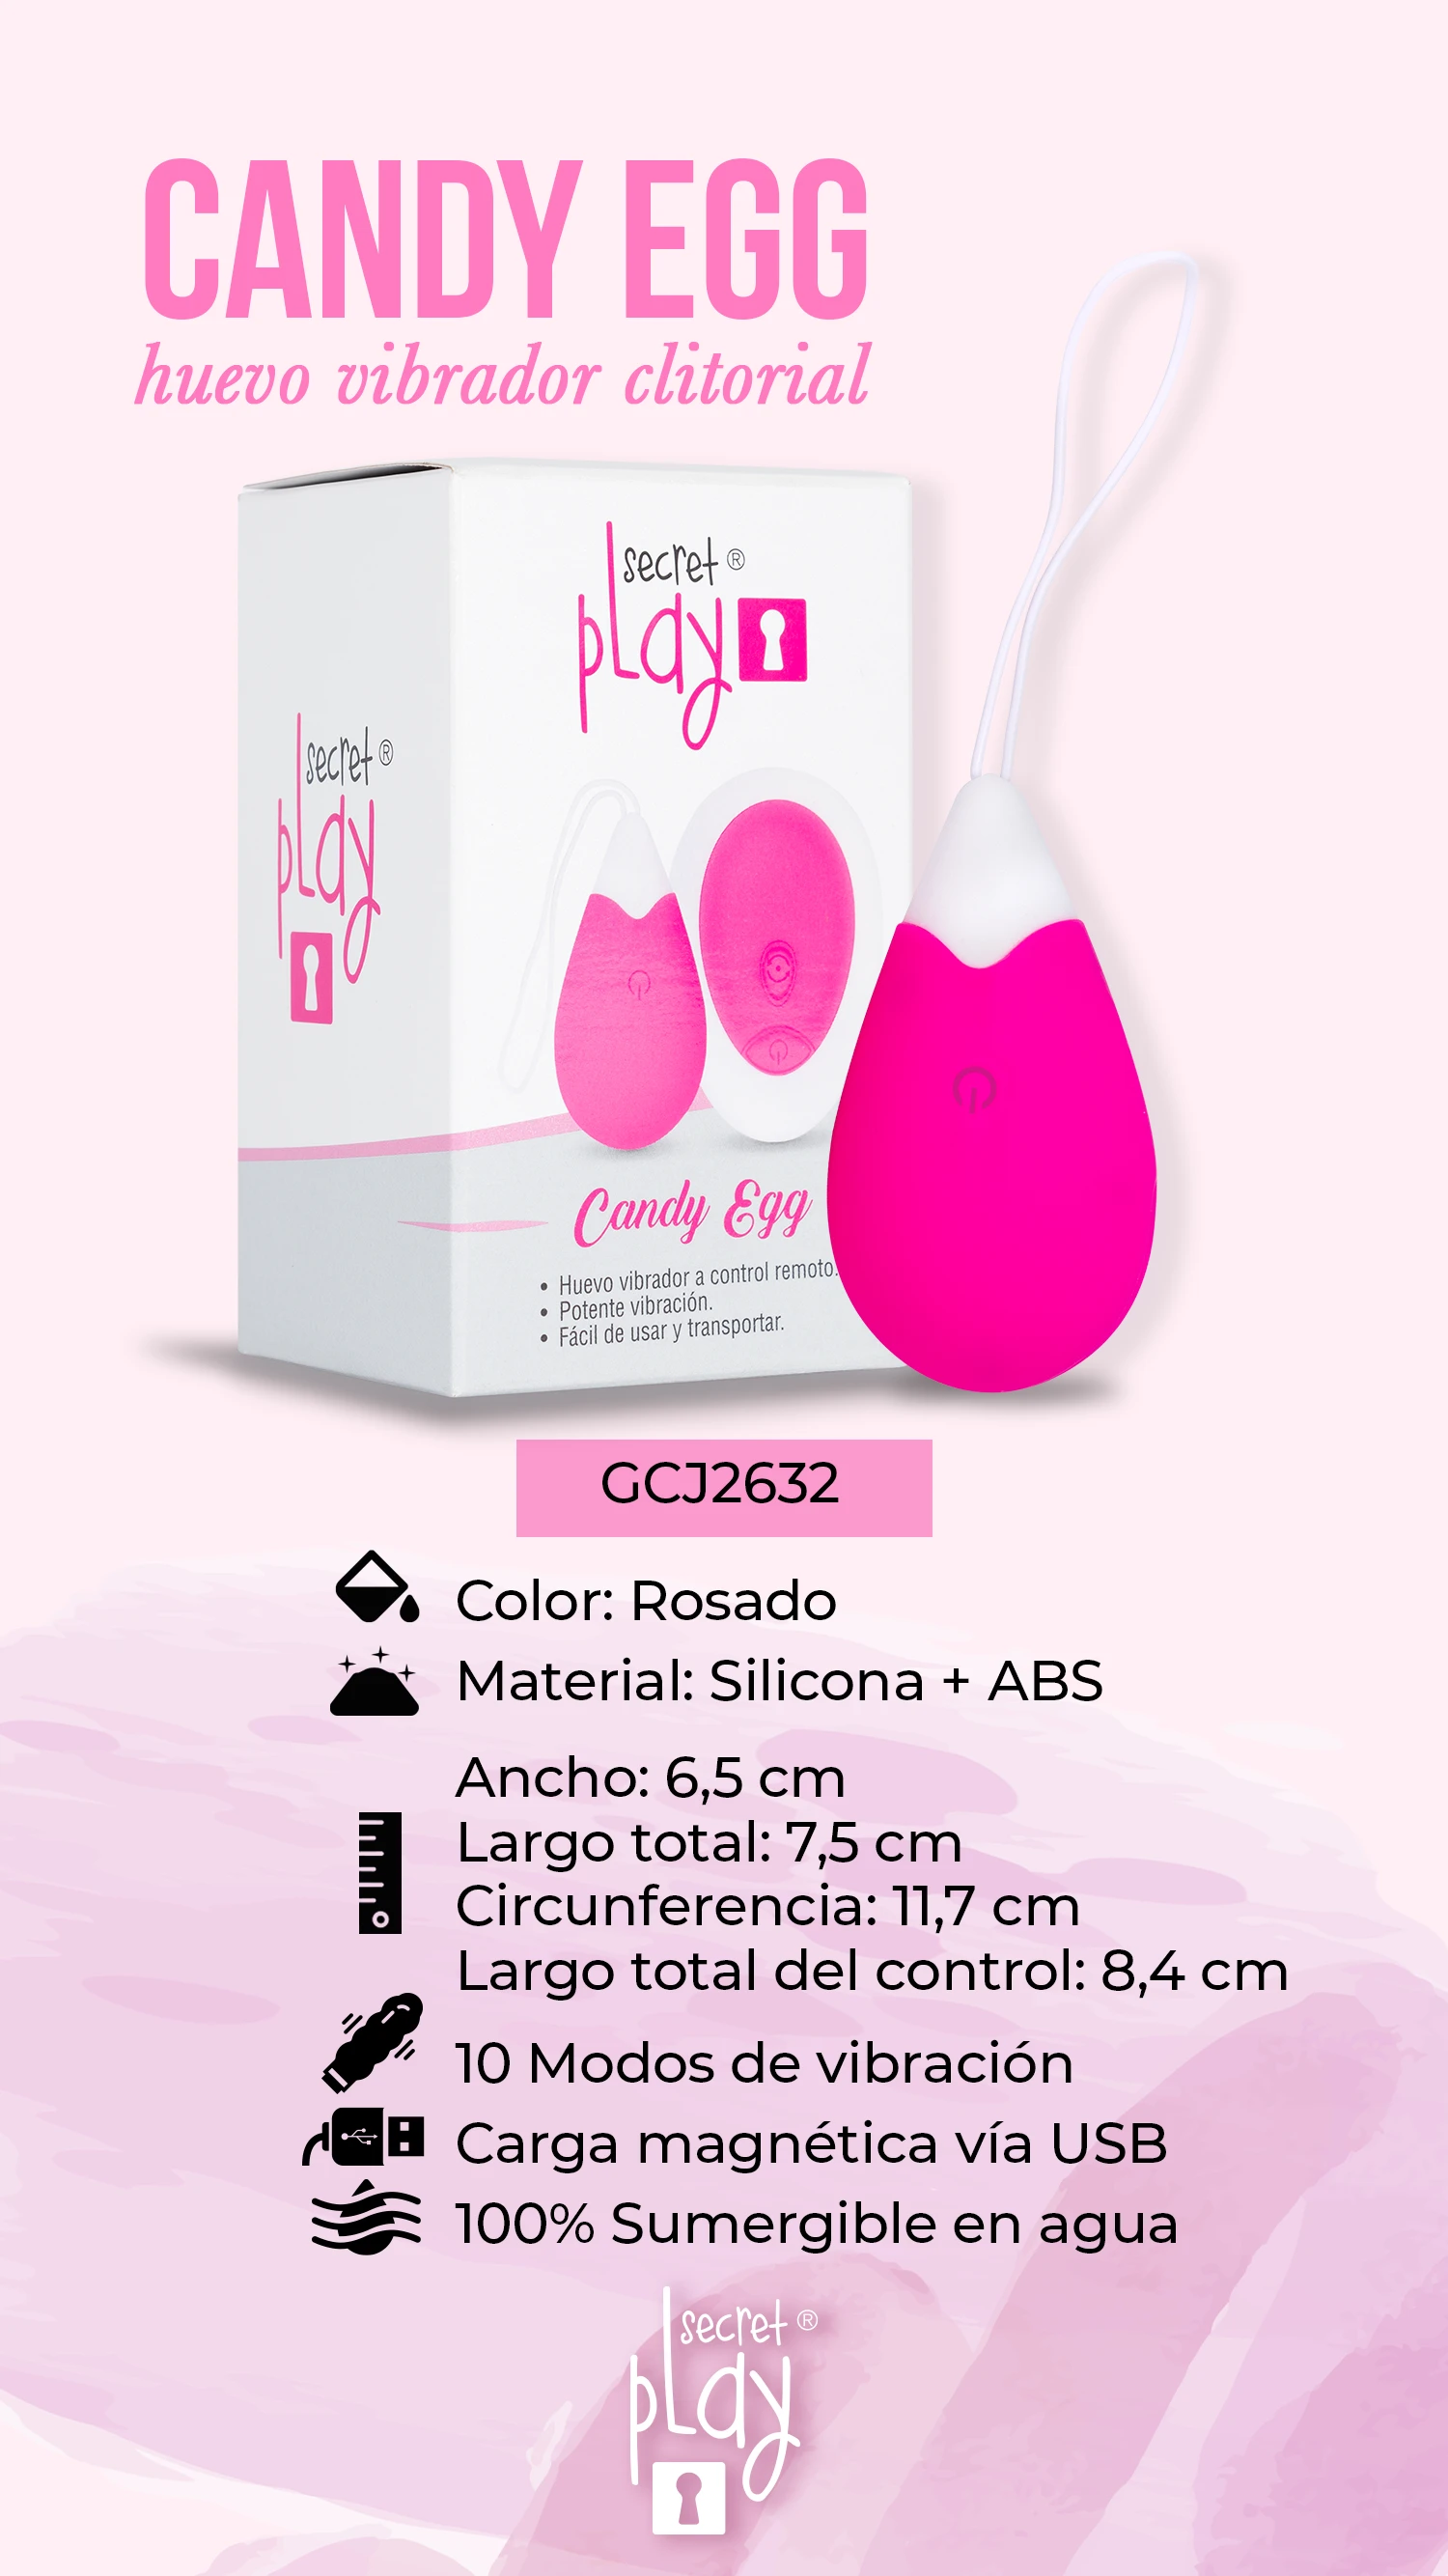 CANDY EGG
huevo vibrador clitorial
secret ®
play
secret ®
play
Candy Egg
• Huevo vibrador a control remoto.
• Potente vibración.
• Fácil de usar y transportar.
GCJ2632
Color: Rosado
Material: Silicona + ABS
Ancho: 6,5 cm
Largo total: 7,5 cm
Circunferencia: 11,7 cm
Largo total del control: 8,4 cm
10 Modos de vibración
Carga magnética vía USB
100% Sumergible en agua
secret ®
play